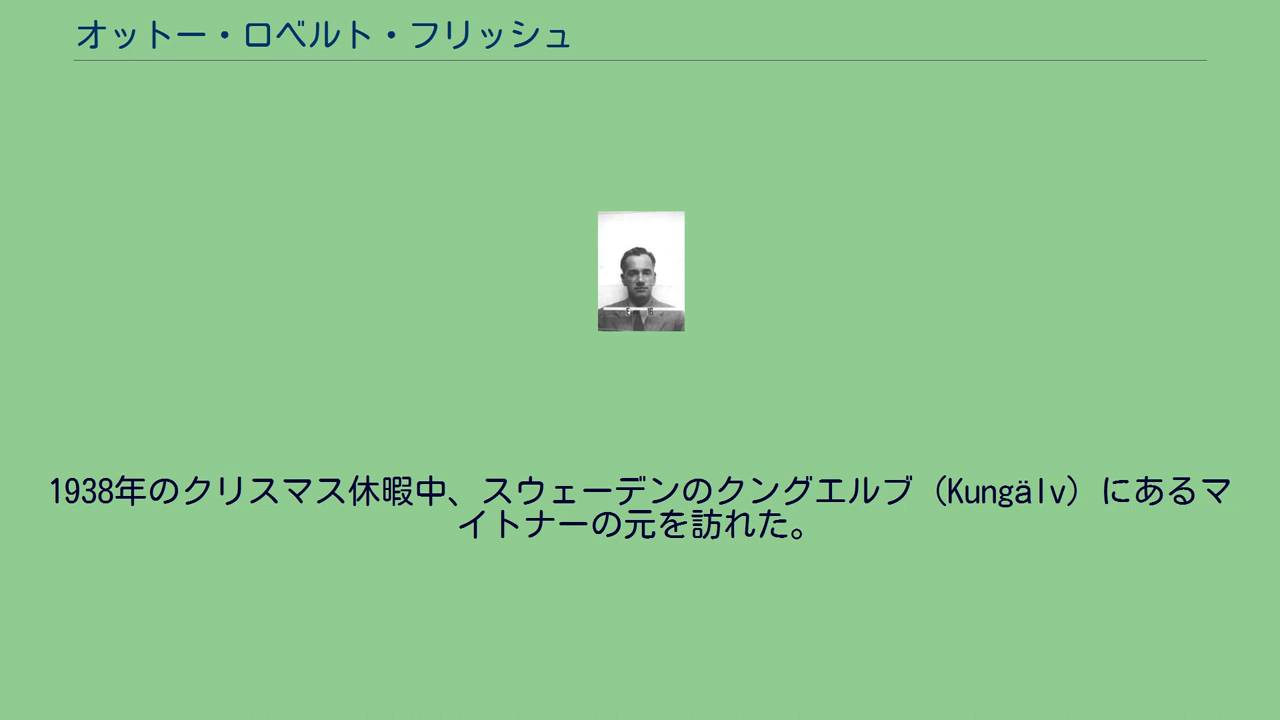 オットー・ロベルト・フリッシュ
1938年のクリスマス休暇中、スウェーデンのクングエルブ（Kungälv）にあるマ
イトナーの元を訪れた。